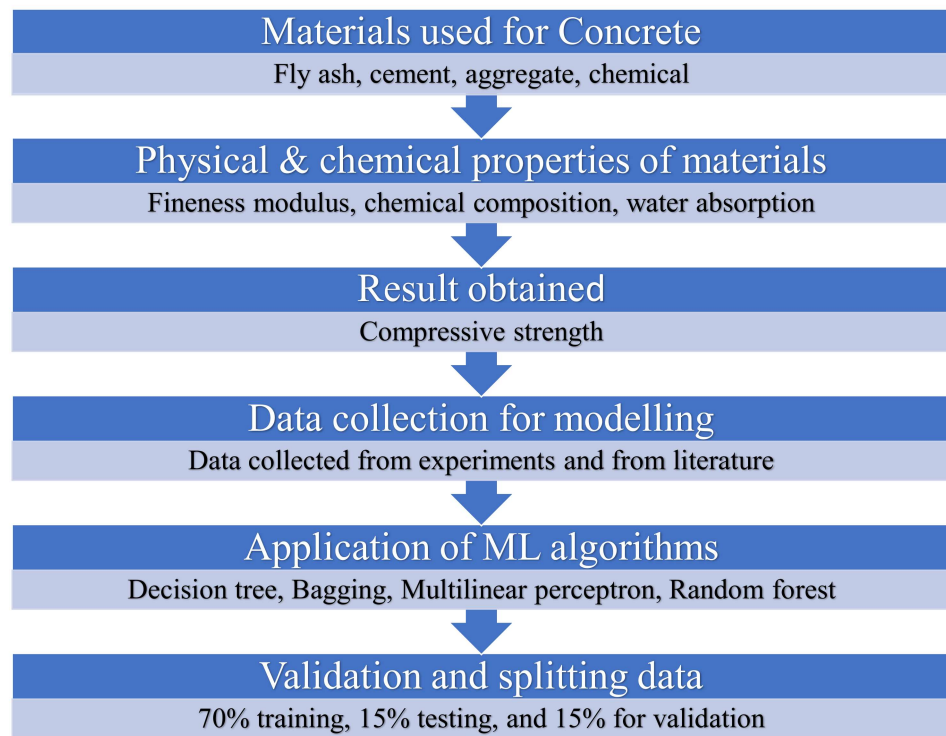 Materials used for Concrete
Fly ash, cement, aggregate, chemical
Physical & chemical properties of materials
Fineness modulus, chemical composition, water absorption
Result obtained
Compressive strength
Data collection for modelling
Data collected from experiments and from literature
Application of ML algorithms
Decision tree, Bagging, Multilinear perceptron, Random forest
Validation and splitting data
70% training, 15% testing, and 15% for validation